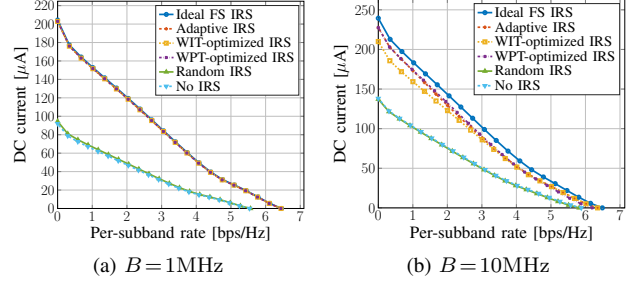 220
200
180
160
140
120
100
80
60
40
20
0
DC current [μA]
0 1 2 3 4 5 6 7
Per-subband rate [bps/Hz]
Ideal FS IRS
Adaptive IRS
WIT-optimized IRS
WPT-optimized IRS
Random IRS
No IRS
(a) B = 1MHz
250
200
150
100
50
0
DC current [μA]
0 1 2 3 4 5 6 7
Per-subband rate [bps/Hz]
Ideal FS IRS
Adaptive IRS
WIT-optimized IRS
WPT-optimized IRS
Random IRS
No IRS
(b) B = 10MHz